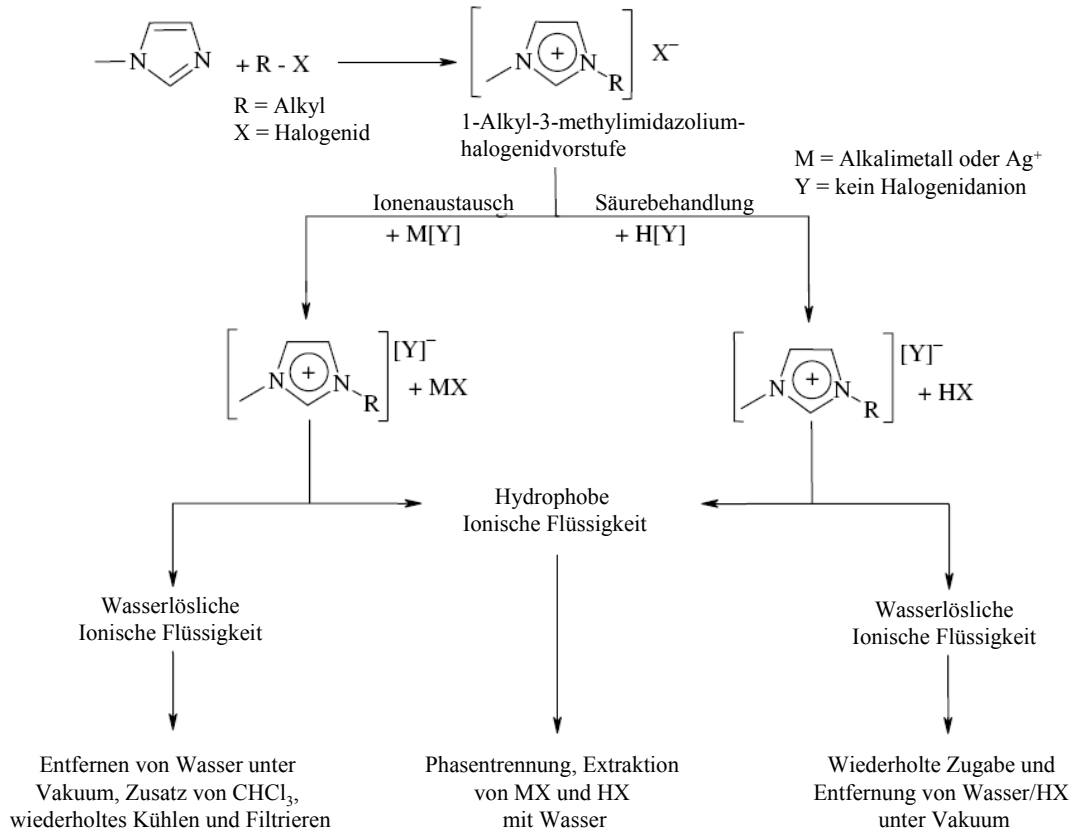 N
N
+ R - X
R = Alkyl
X = Halogenid
N
+
N
R
X⁻
1-Alkyl-3-methylimidazolium-
halogenidvorstufe
M = Alkalimetall oder Ag⁺
Y = kein Halogenidanion
Ionenaustausch
+ M[Y]
Säurebehandlung
+ H[Y]
N
+
N
R
[Y]⁻
+ MX
N
+
N
R
[Y]⁻
+ HX
Hydrophobe
Ionische Flüssigkeit
Wasserlösliche
Ionische Flüssigkeit
Wasserlösliche
Ionische Flüssigkeit
Entfernen von Wasser unter
Vakuum, Zusatz von CHCl₃,
wiederholtes Kühlen und Filtrieren
Phasentrennung, Extraktion
von MX und HX
mit Wasser
Wiederholte Zugabe und
Entfernung von Wasser/HX
unter Vakuum